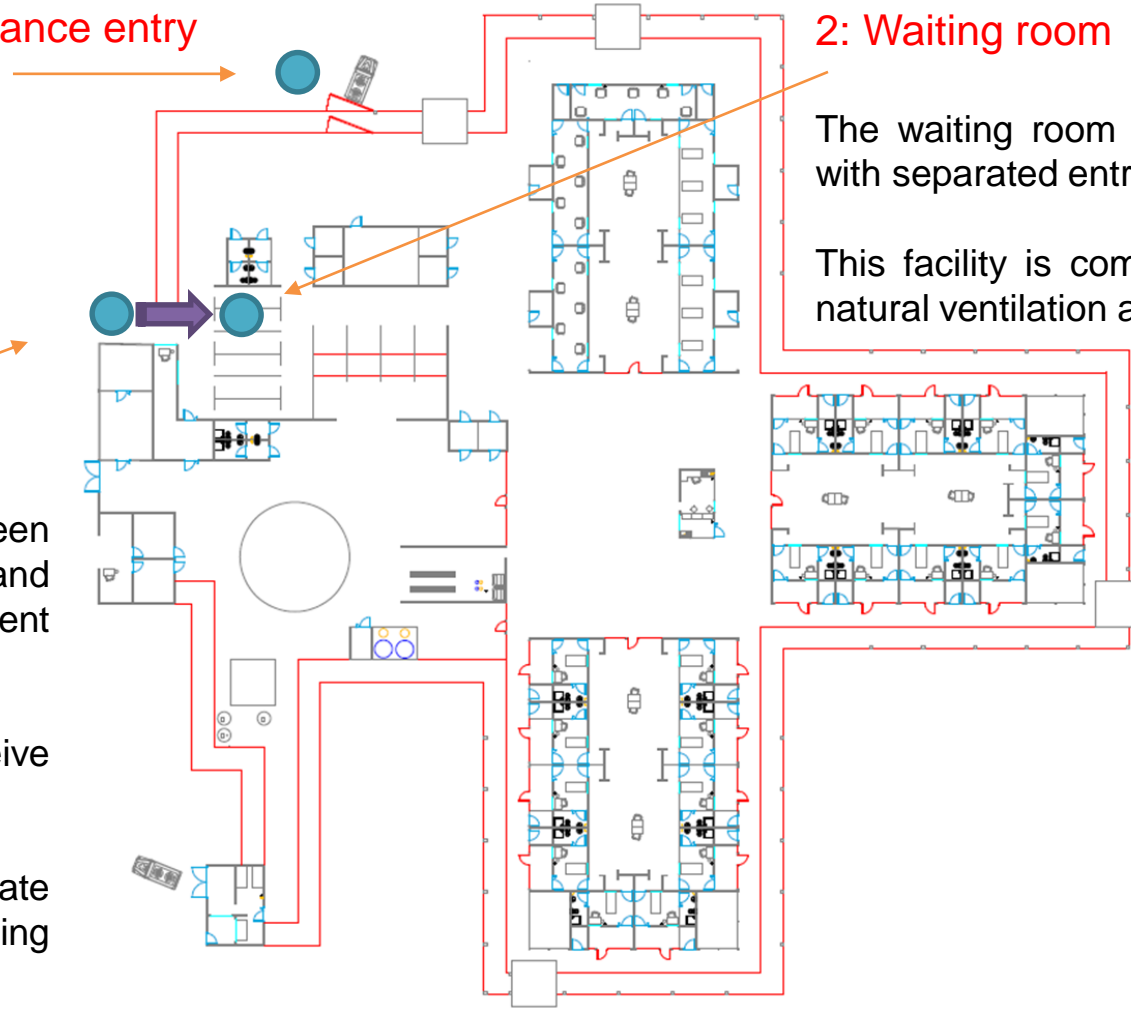 ance entry
2: Waiting room
The waiting room
with separated entr
This facility is com
natural ventilation a
een
and
ent
eive
ate
ing